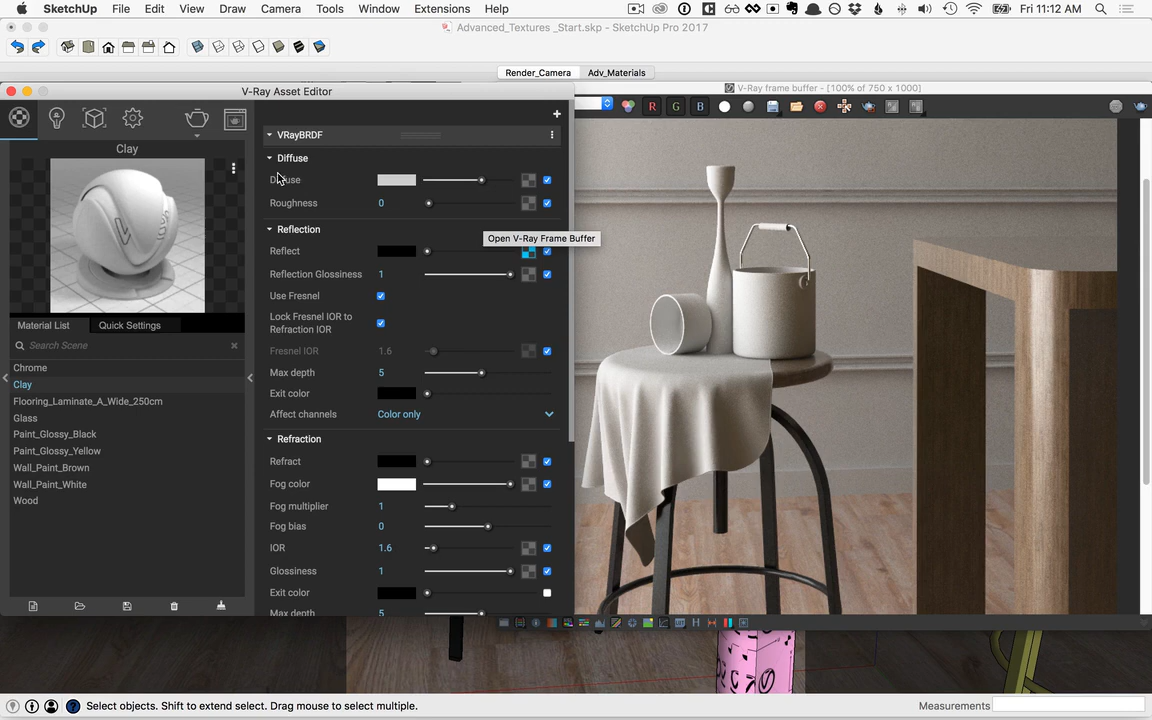 SketchUp File Edit View Draw Camera Tools Window Extensions Help
Fri 11:12 AM
Advanced_Textures _Start.skp - SketchUp Pro 2017
Render_Camera Adv_Materials
V-Ray Asset Editor
V-Ray frame buffer - [100% of 750 x 1000]
R G B
Clay
VRayBRDF
Diffuse
Diffuse
Roughness 0
Reflection
Open V-Ray Frame Buffer
Reflect
Reflection Glossiness 1
Use Fresnel
Lock Fresnel IOR to
Refraction IOR
Fresnel IOR 1.6
Max depth 5
Exit color
Affect channels Color only
Refraction
Refract
Fog color
Fog multiplier 1
Fog bias 0
IOR 1.6
Glossiness 1
Exit color
Max depth 5
Material List Quick Settings
Search Scene
Chrome
Clay
Flooring_Laminate_A_Wide_250cm
Glass
Paint_Glossy_Black
Paint_Glossy_Yellow
Wall_Paint_Brown
Wall_Paint_White
Wood
H
Select objects. Shift to extend select. Drag mouse to select multiple.
Measurements